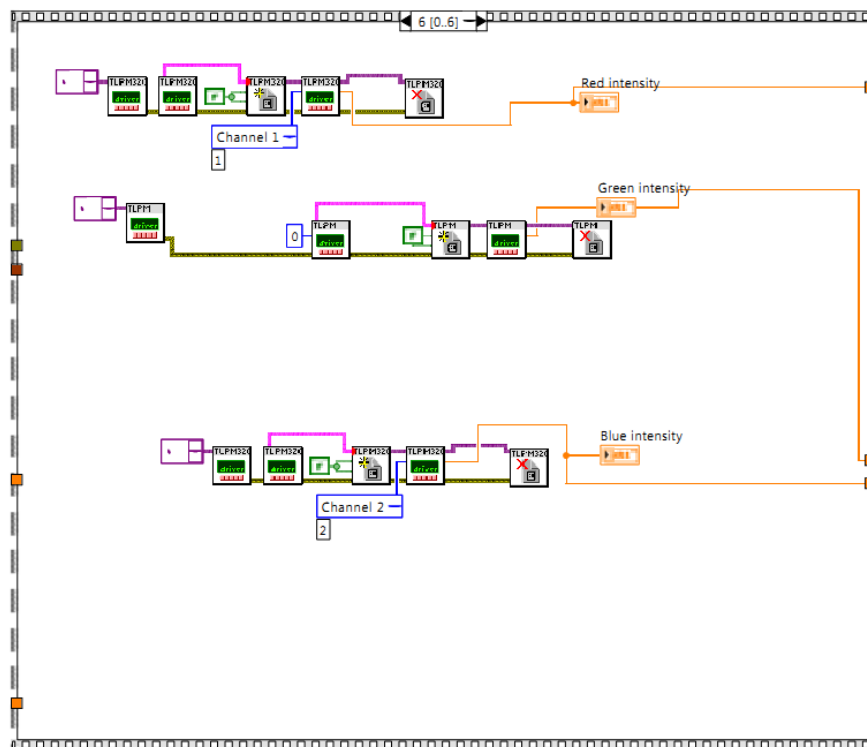 6 [0..6]
Red intensity
TLPM320 TLPM320 TLPM320 TLPM320 TLPM320
driver driver driver
Channel 1
1
Green intensity
TLPM
driver
0
TLPM TLPM TLPM TLPM
driver driver
Blue intensity
TLPM320 TLPM320 TLPM320 TLPM320 TLPM320
driver driver driver
Channel 2
2